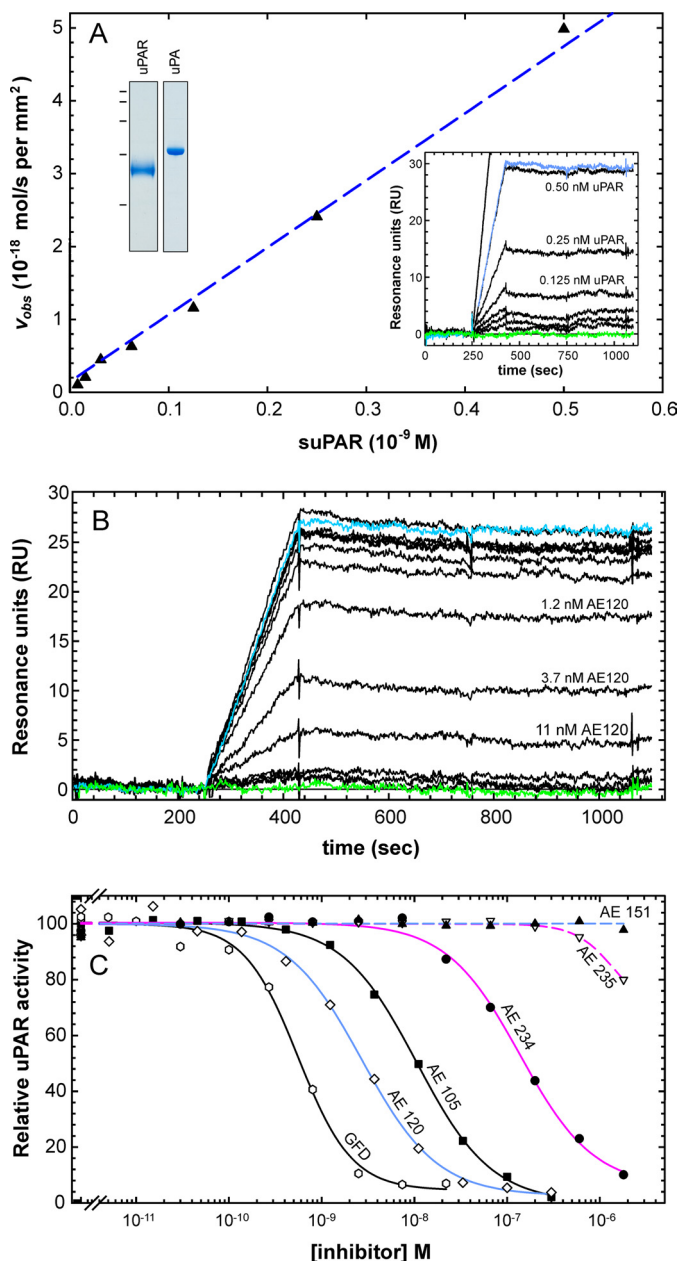 A
uPAR
uPA
v_obs (10⁻¹⁸ mol/s per mm²)
5
4
3
2
1
0
0.0
0.1
0.2
0.3
0.4
0.5
0.6
suPAR (10⁻⁹ M)
Resonance units (RU)
30
20
10
0
0.50 nM uPAR
0.25 nM uPAR
0.125 nM uPAR
0
250
500
750
1000
time (sec)
B
Resonance units (RU)
30
25
20
15
10
5
0
1.2 nM AE120
3.7 nM AE120
11 nM AE120
0
200
400
600
800
1000
time (sec)
C
Relative uPAR activity
100
80
60
40
20
0
AE 151
AE 235
AE 234
AE 105
AE 120
GFD
10⁻¹¹
10⁻¹⁰
10⁻⁹
10⁻⁸
10⁻⁷
10⁻⁶
[inhibitor] M